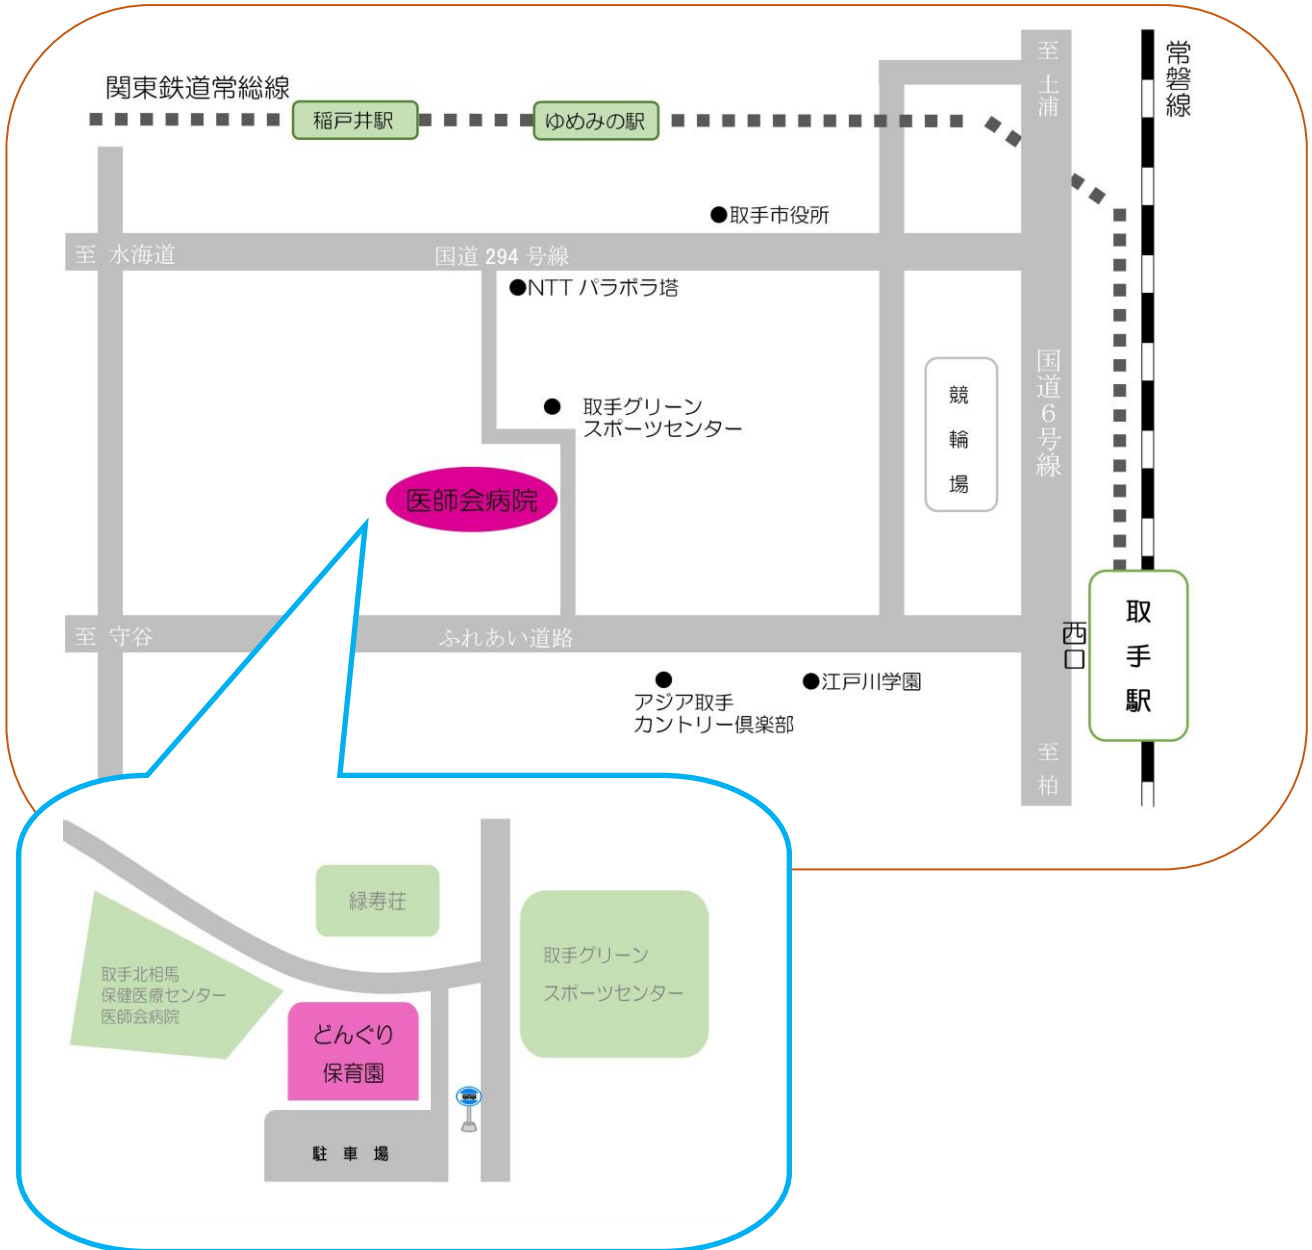 関東鉄道常総線
稲戸井駅
ゆめみの駅
至 土浦
常磐線
取手市役所
至 水海道
国道 294 号線
NTT パラボラ塔
国道6号線
競輪場
取手グリーン
スポーツセンター
医師会病院
至 守谷
ふれあい道路
西口
取手駅
アジア取手
カントリー倶楽部
江戸川学園
至 柏
緑寿荘
取手グリーン
スポーツセンター
取手北相馬
保健医療センター
医師会病院
どんぐり
保育園
駐 車 場